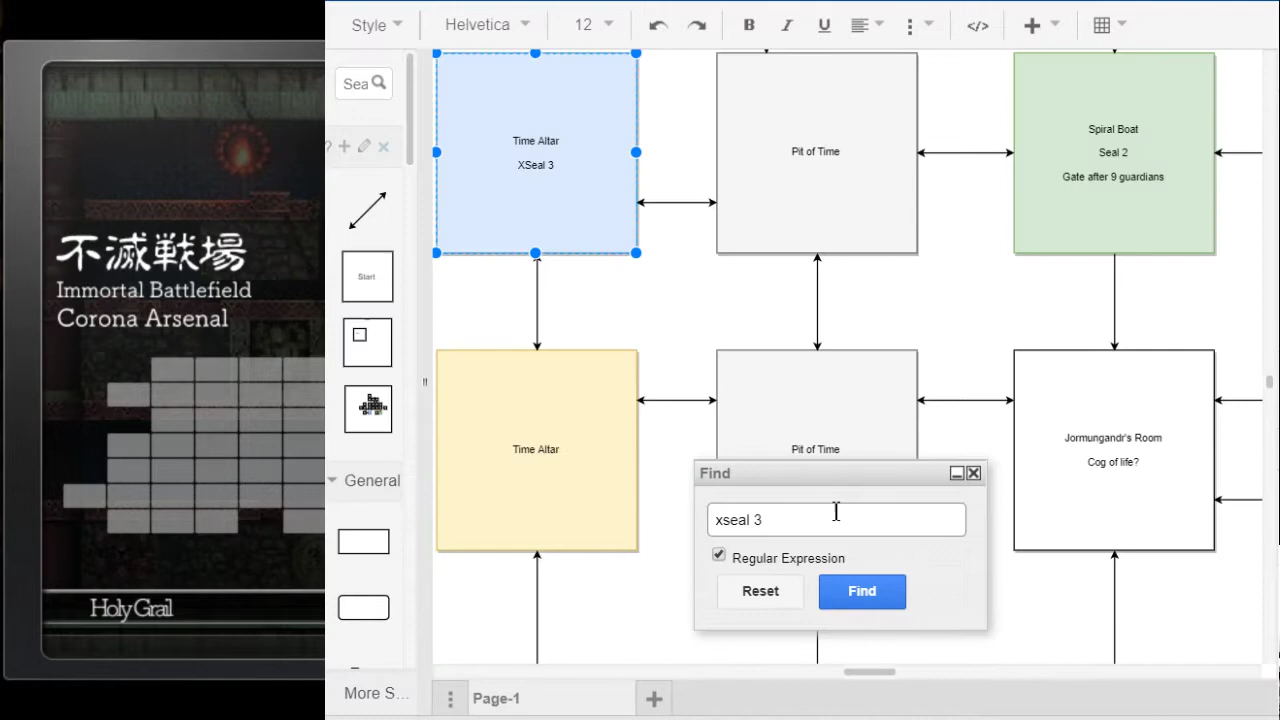 Style
Helvetica
12
B
I
U
</>
Sea
?
Start
General
More S...
不滅戦場
Immortal Battlefield
Corona Arsenal
Holy Grail
Time Altar
XSeal 3
Pit of Time
Spiral Boat
Seal 2
Gate after 9 guardians
Time Altar
Pit of Time
Jormungandr's Room
Cog of life?
Find
xseal 3
Regular Expression
Reset
Find
Page-1